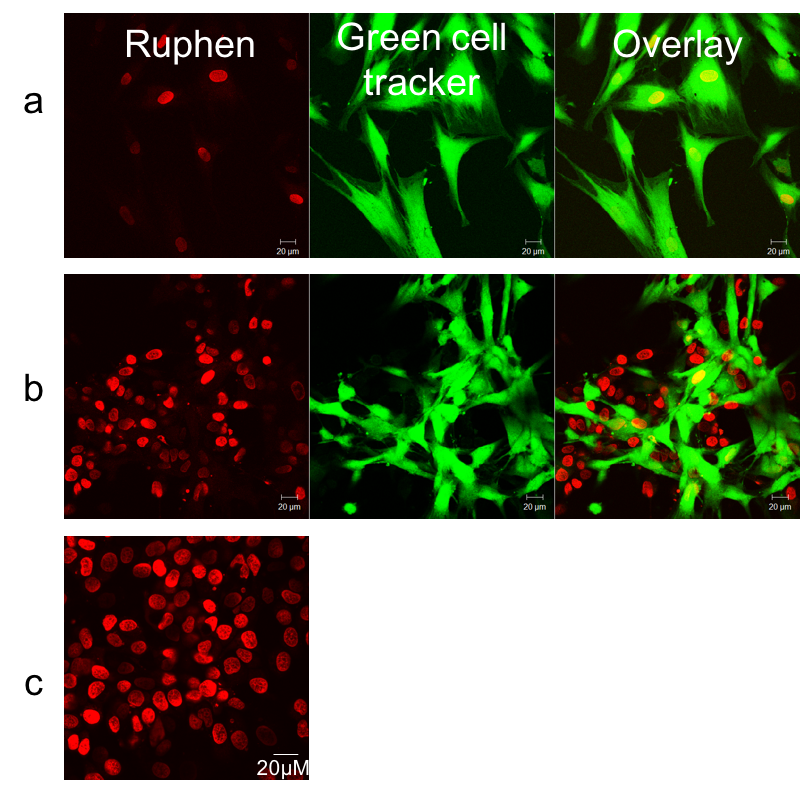 Ruphen
Green cell
tracker
Overlay
a
20 µm
20 µm
20 µm
b
20 µm
20 µm
20 µm
c
20µM